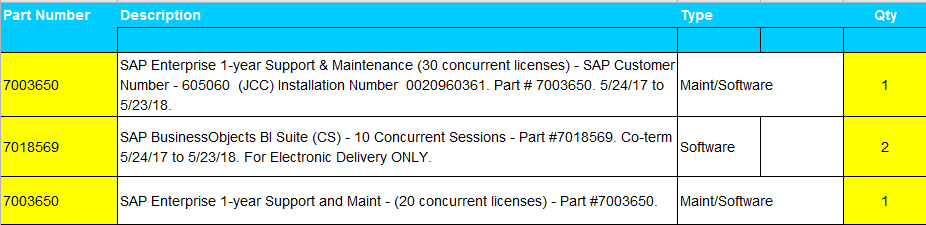 Part Number Description Type Qty
SAP Enterprise 1-year Support & Maintenance (30 concurrent licenses) - SAP Customer
7003650 Number - 605060  (JCC) Installation Number  0020960361. Part # 7003650. 5/24/17 to Maint/Software 1
5/23/18.
SAP BusinessObjects BI Suite (CS) - 10 Concurrent Sessions - Part #7018569. Co-term
7018569 5/24/17 to 5/23/18. For Electronic Delivery ONLY. Software 2
7003650 SAP Enterprise 1-year Support and Maint - (20 concurrent licenses) - Part #7003650. Maint/Software 1